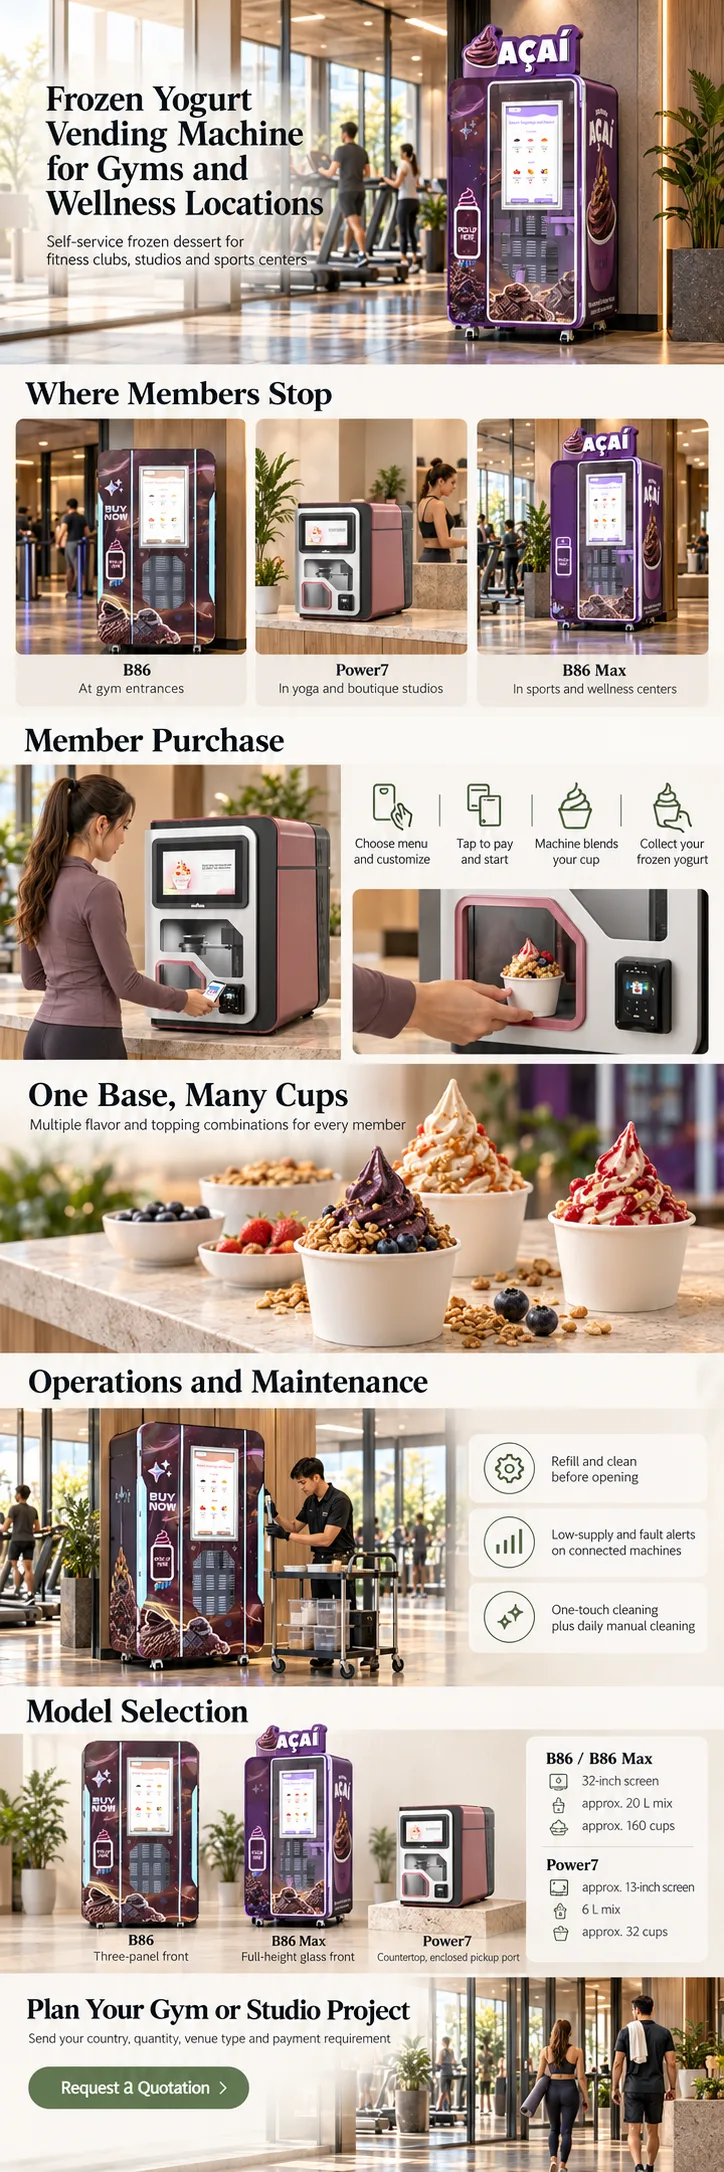 Frozen Yogurt
Vending Machine
for Gyms and
Wellness Locations
Self-service frozen dessert for
fitness clubs, studios and sports centers
AÇAÍ
AÇAÍ
Where Members Stop
BUY
NOW
AÇAÍ
AÇAÍ
B86
At gym entrances
Power7
In yoga and boutique studios
B86 Max
In sports and wellness centers
Member Purchase
Choose menu
and customize
Tap to pay
and start
Machine blends
your cup
Collect your
frozen yogurt
One Base, Many Cups
Multiple flavor and topping combinations for every member
Operations and Maintenance
BUY
NOW
Refill and clean
before opening
Low-supply and fault alerts
on connected machines
One-touch cleaning
plus daily manual cleaning
Model Selection
BUY
NOW
AÇAÍ
AÇAÍ
B86
Three-panel front
B86 Max
Full-height glass front
Power7
Countertop, enclosed pickup port
B86 / B86 Max
32-inch screen
approx. 20 L mix
approx. 160 cups
Power7
approx. 13-inch screen
6 L mix
approx. 32 cups
Plan Your Gym or Studio Project
Send your country, quantity, venue type and payment requirement
Request a Quotation